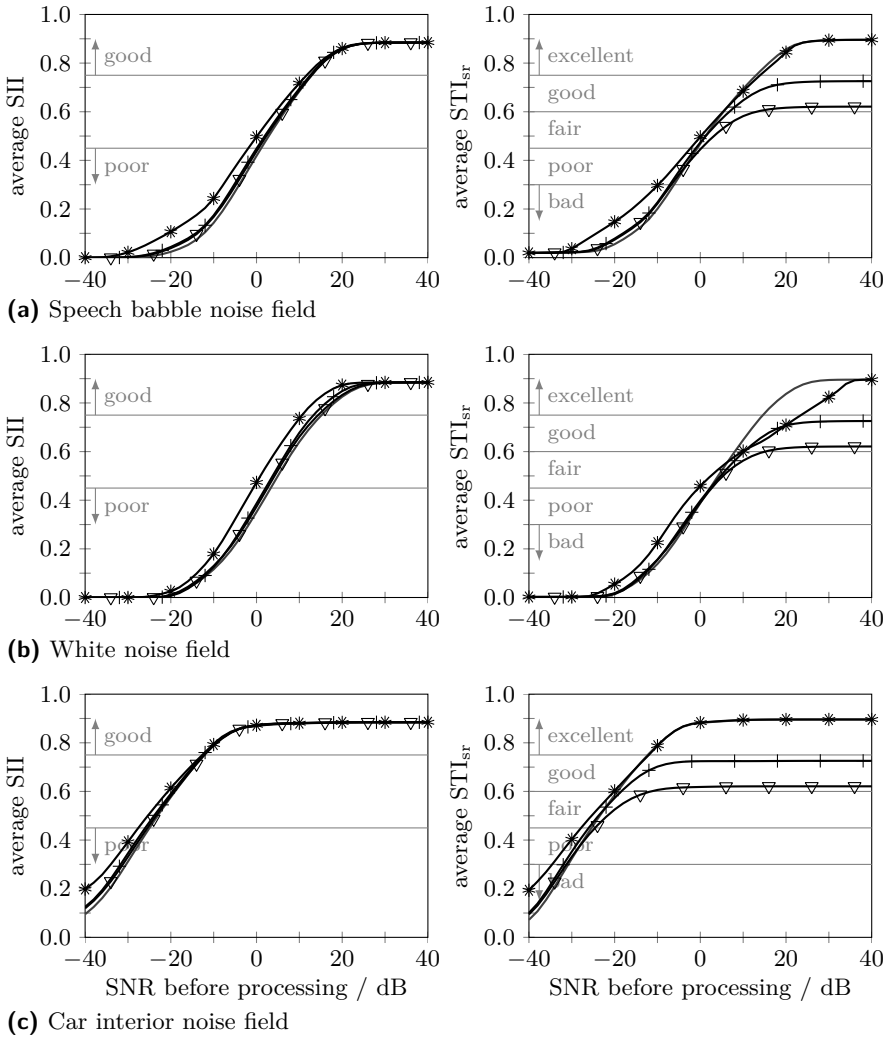 1.0
0.8
0.6
0.4
0.2
0.0
average SII
good
poor
−40 −20 0 20 40
1.0
0.8
0.6
0.4
0.2
0.0
average STIsr
excellent
good
fair
poor
bad
−40 −20 0 20 40
(a) Speech babble noise field
1.0
0.8
0.6
0.4
0.2
0.0
average SII
good
poor
−40 −20 0 20 40
1.0
0.8
0.6
0.4
0.2
0.0
average STIsr
excellent
good
fair
poor
bad
−40 −20 0 20 40
(b) White noise field
1.0
0.8
0.6
0.4
0.2
0.0
average SII
good
poor
−40 −20 0 20 40
SNR before processing / dB
1.0
0.8
0.6
0.4
0.2
0.0
average STIsr
excellent
good
fair
poor
bad
−40 −20 0 20 40
SNR before processing / dB
(c) Car interior noise field